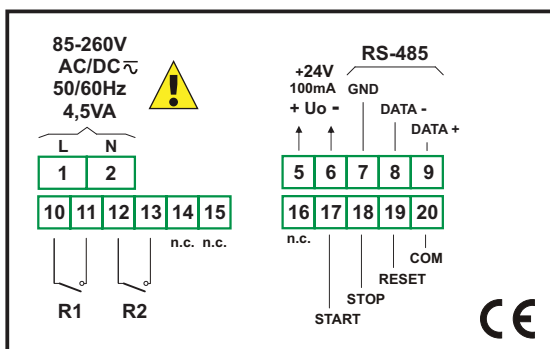 85-260V
AC/DC
50/60Hz
4,5VA
L N
1 2
10 11 12 13 14 15
n.c. n.c.
R1 R2
RS-485
+24V
100mA
GND
+ Uo -
DATA -
DATA +
5 6 7 8 9
16 17 18 19 20
n.c.
COM
RESET
STOP
START
CE